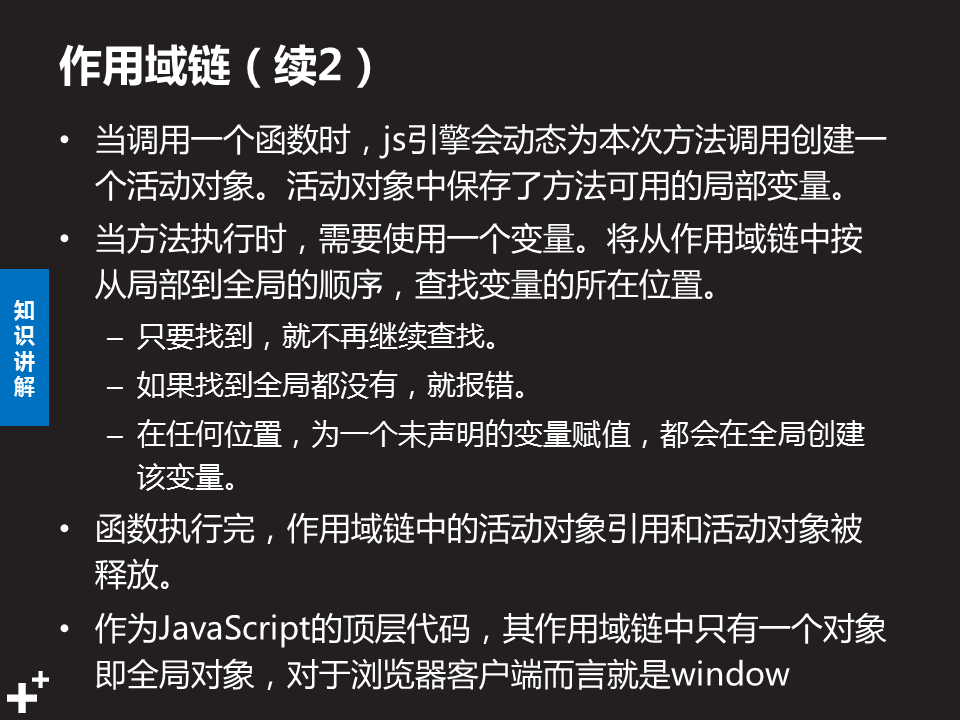 作用域链（续2）
• 当调用一个函数时，js引擎会动态为本次方法调用创建一
个活动对象。活动对象中保存了方法可用的局部变量。
• 当方法执行时，需要使用一个变量。将从作用域链中按
从局部到全局的顺序，查找变量的所在位置。
– 只要找到，就不再继续查找。
– 如果找到全局都没有，就报错。
– 在任何位置，为一个未声明的变量赋值，都会在全局创建
该变量。
• 函数执行完，作用域链中的活动对象引用和活动对象被
释放。
• 作为JavaScript的顶层代码，其作用域链中只有一个对象
即全局对象，对于浏览器客户端而言就是window
知
识
讲
解